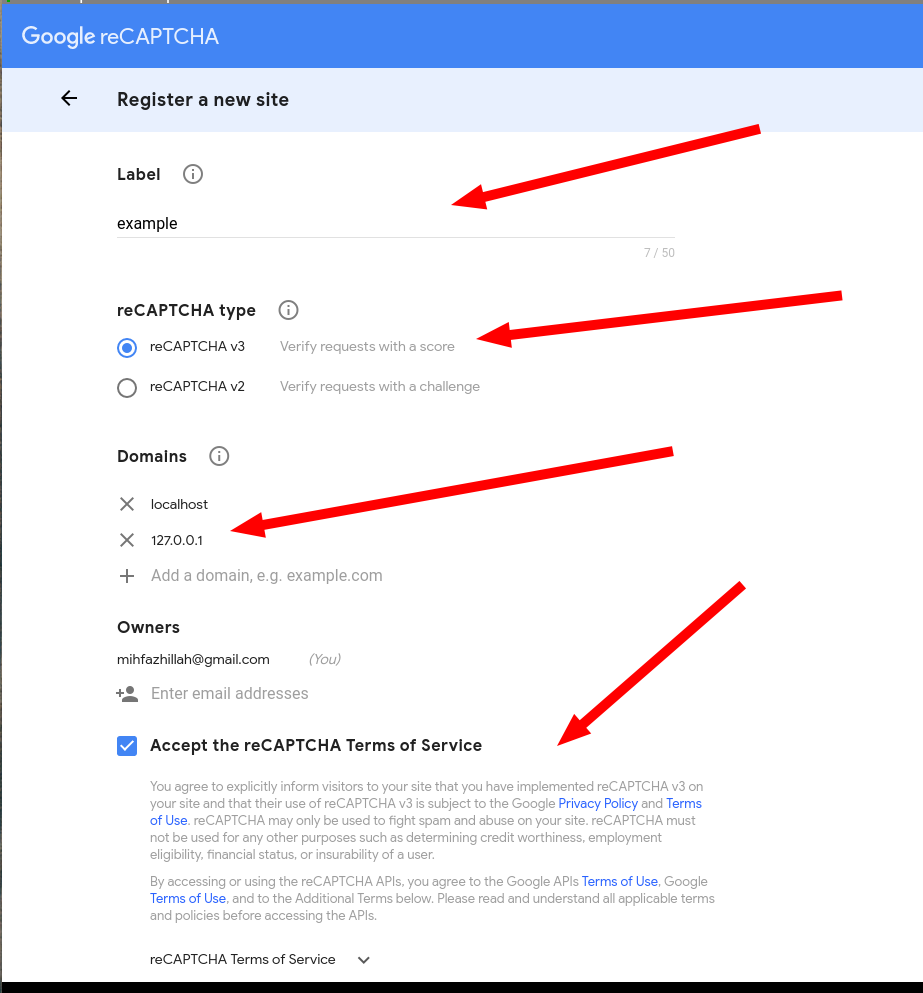 Google reCAPTCHA
Register a new site
Label
example
7 / 50
reCAPTCHA type
reCAPTCHA v3 Verify requests with a score
reCAPTCHA v2 Verify requests with a challenge
Domains
localhost
127.0.0.1
Add a domain, e.g. example.com
Owners
mihfazhillah@gmail.com (You)
Enter email addresses
Accept the reCAPTCHA Terms of Service
You agree to explicitly inform visitors to your site that you have implemented reCAPTCHA v3 on
your site and that their use of reCAPTCHA v3 is subject to the Google Privacy Policy and Terms
of Use. reCAPTCHA may only be used to fight spam and abuse on your site. reCAPTCHA must
not be used for any other purposes such as determining credit worthiness, employment
eligibility, financial status, or insurability of a user.
By accessing or using the reCAPTCHA APIs, you agree to the Google APIs Terms of Use, Google
Terms of Use, and to the Additional Terms below. Please read and understand all applicable terms
and policies before accessing the APIs.
reCAPTCHA Terms of Service